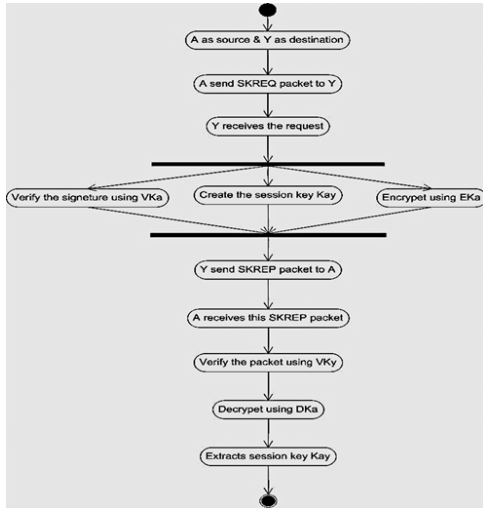 A as source & Y as destination
A send SKREQ packet to Y
Y receives the request
Verify the signeture using VKa
Create the session key Kay
Encrypet using EKa
Y send SKREP packet to A
A receives this SKREP packet
Verify the packet using VKy
Decrypet using DKa
Extracts session key Kay